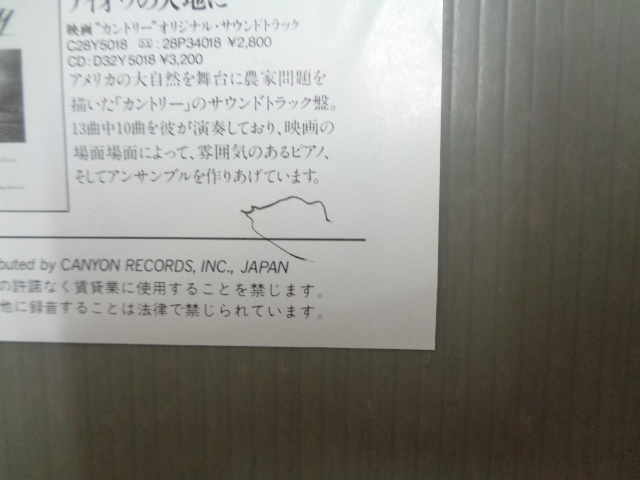 アイオワの大地に
映画"カントリー"オリジナル・サウンドトラック
C28Y5018 :28P34018 ¥2,800
CD:D32Y5018 ¥3,200
アメリカの大自然を舞台に農家問題を
描いた「カントリー」のサウンドトラック盤。
13曲中10曲を彼が演奏しており、映画の
場面場面によって、雰囲気のあるピアノ、
そしてアンサンブルを作りあげています。
buted by CANYON RECORDS, INC., JAPAN
の許諾なく賃貸業に使用することを禁じます。
他に録音することは法律で禁じられています。